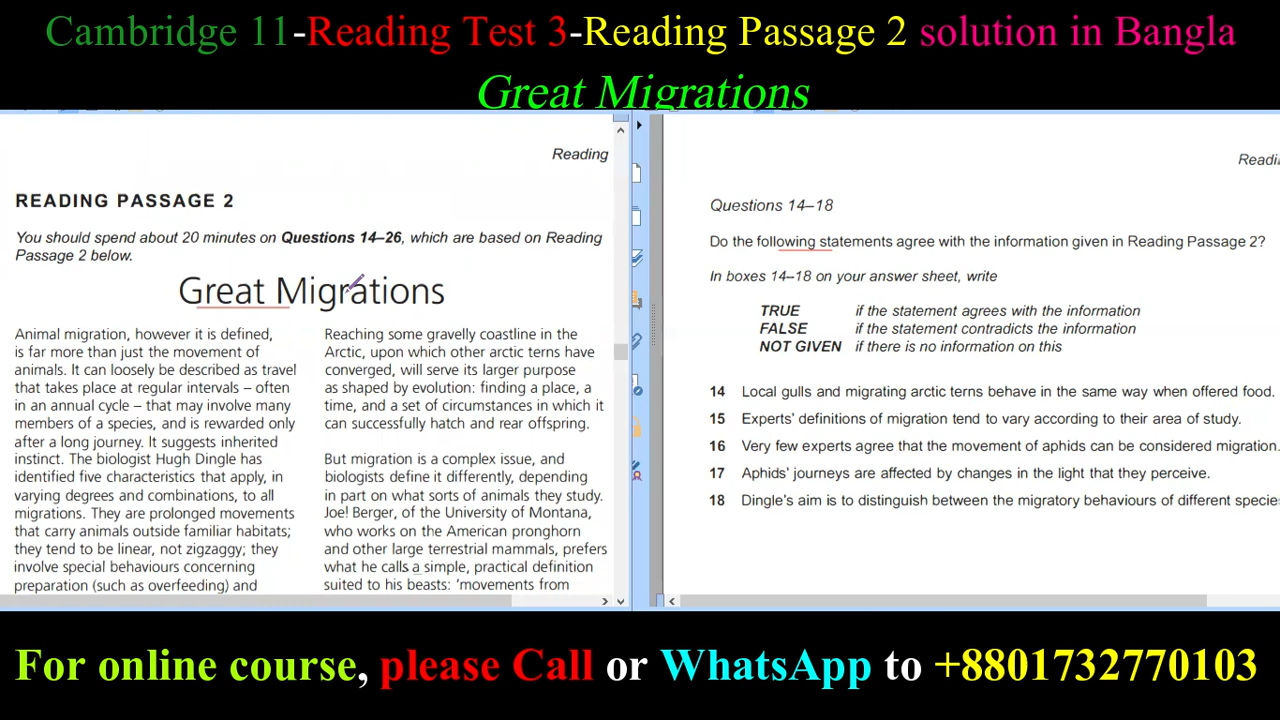 Cambridge 11-Reading Test 3-Reading Passage 2 solution in Bangla
Great Migrations
Reading
READING PASSAGE 2
You should spend about 20 minutes on Questions 14–26, which are based on Reading
Passage 2 below.
Great Migrations
Animal migration, however it is defined,
is far more than just the movement of
animals. It can loosely be described as travel
that takes place at regular intervals – often
in an annual cycle – that may involve many
members of a species, and is rewarded only
after a long journey. It suggests inherited
instinct. The biologist Hugh Dingle has
identified five characteristics that apply, in
varying degrees and combinations, to all
migrations. They are prolonged movements
that carry animals outside familiar habitats;
they tend to be linear, not zigzaggy; they
involve special behaviours concerning
preparation (such as overfeeding) and
Reaching some gravelly coastline in the
Arctic, upon which other arctic terns have
converged, will serve its larger purpose
as shaped by evolution: finding a place, a
time, and a set of circumstances in which it
can successfully hatch and rear offspring.
But migration is a complex issue, and
biologists define it differently, depending
in part on what sorts of animals they study.
Joe! Berger, of the University of Montana,
who works on the American pronghorn
and other large terrestrial mammals, prefers
what he calls a simple, practical definition
suited to his beasts: 'movements from
Readi
Questions 14–18
Do the following statements agree with the information given in Reading Passage 2?
In boxes 14–18 on your answer sheet, write
TRUE if the statement agrees with the information
FALSE if the statement contradicts the information
NOT GIVEN if there is no information on this
14 Local gulls and migrating arctic terns behave in the same way when offered food.
15 Experts' definitions of migration tend to vary according to their area of study.
16 Very few experts agree that the movement of aphids can be considered migration.
17 Aphids' journeys are affected by changes in the light that they perceive.
18 Dingle's aim is to distinguish between the migratory behaviours of different specie
For online course, please Call or WhatsApp to +8801732770103